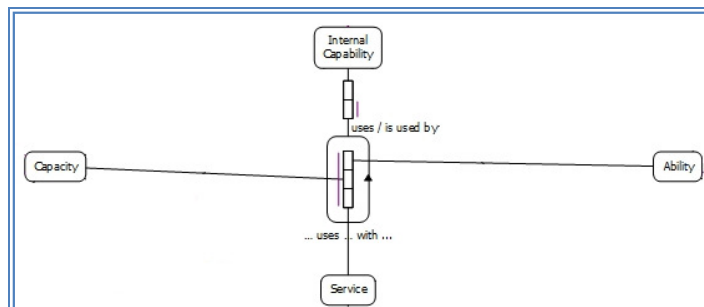 Internal
Capability
uses / is used by
Capacity
Ability
... uses ... with ...
Service